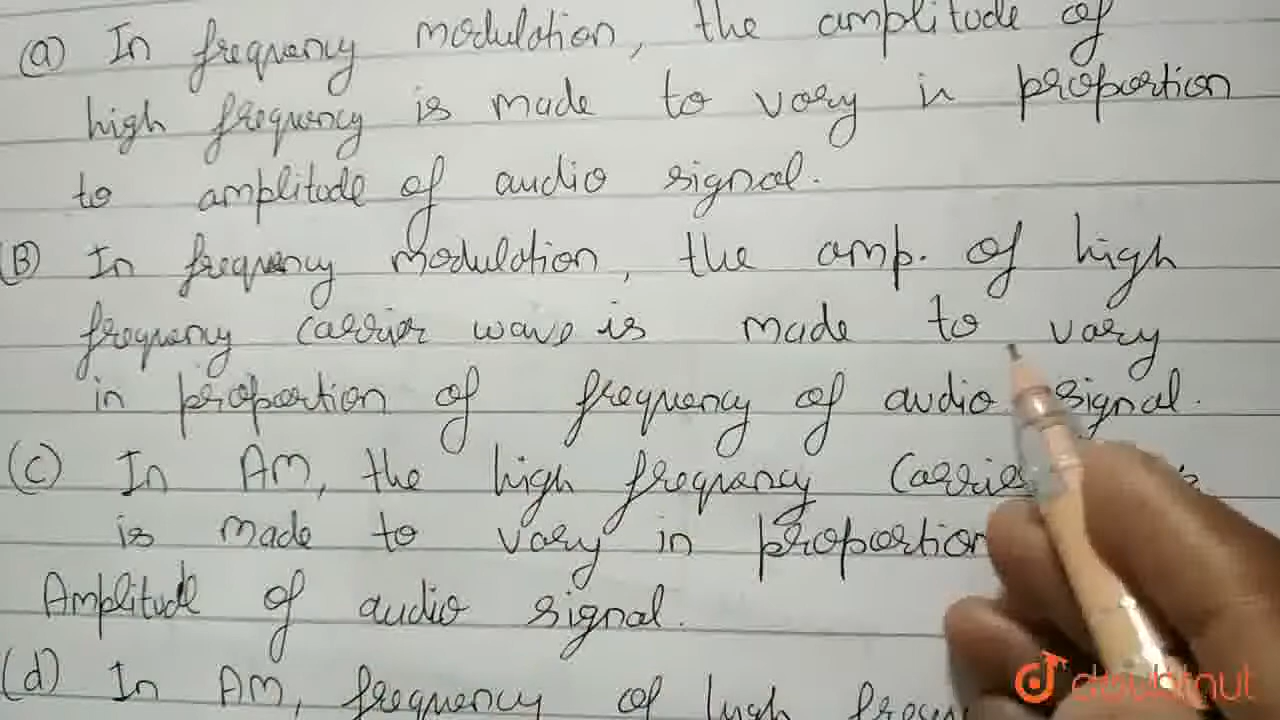 (a) In frequency modulation, the amplitude of
high frequency is made to vary in proportion
to amplitude of audio signal.
(B) In frequency modulation, the amp. of high
frequency carrier wave is made to vary
in proportion of frequency of audio signal.
(C) In AM, the high frequency
is made to vary in proportion
Amplitude of audio signal.
(d) In AM, frequency of high
doubtnut